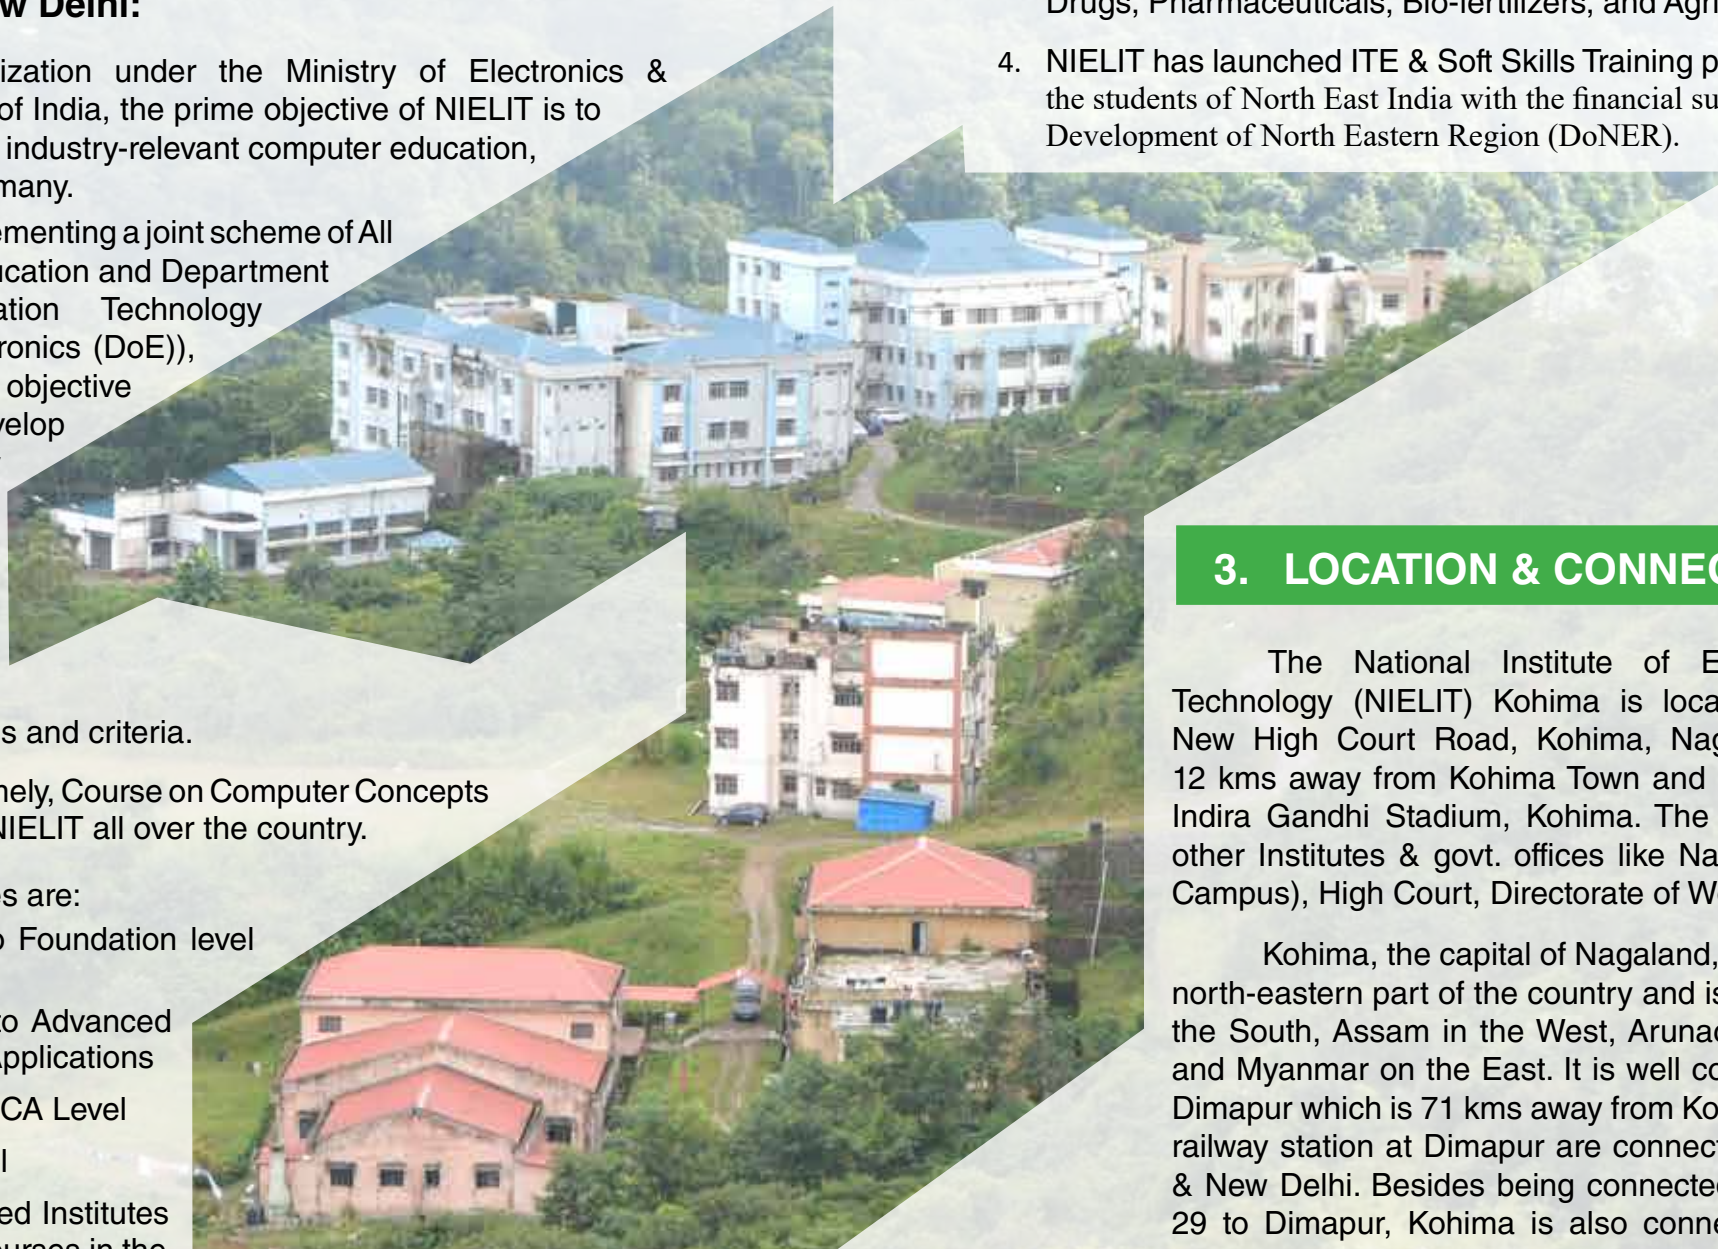 w Delhi:
ization under the Ministry of Electronics &
of India, the prime objective of NIELIT is to
industry-relevant computer education,
many.
ementing a joint scheme of All
ucation and Department
ation Technology
ronics (DoE)),
objective
velop
s and criteria.
nely, Course on Computer Concepts
NIELIT all over the country.
es are:
o Foundation level
to Advanced
Applications
CA Level
l
ed Institutes
ourses in the
Drugs, Pharmaceuticals, Bio-fertilizers, and Agri
4. NIELIT has launched ITE & Soft Skills Training p
the students of North East India with the financial su
Development of North Eastern Region (DoNER).
3. LOCATION & CONNEC
The National Institute of E
Technology (NIELIT) Kohima is loca
New High Court Road, Kohima, Nag
12 kms away from Kohima Town and
Indira Gandhi Stadium, Kohima. The
other Institutes & govt. offices like Na
Campus), High Court, Directorate of We
Kohima, the capital of Nagaland,
north-eastern part of the country and is
the South, Assam in the West, Arunac
and Myanmar on the East. It is well co
Dimapur which is 71 kms away from Ko
railway station at Dimapur are connect
& New Delhi. Besides being connected
29 to Dimapur, Kohima is also conne